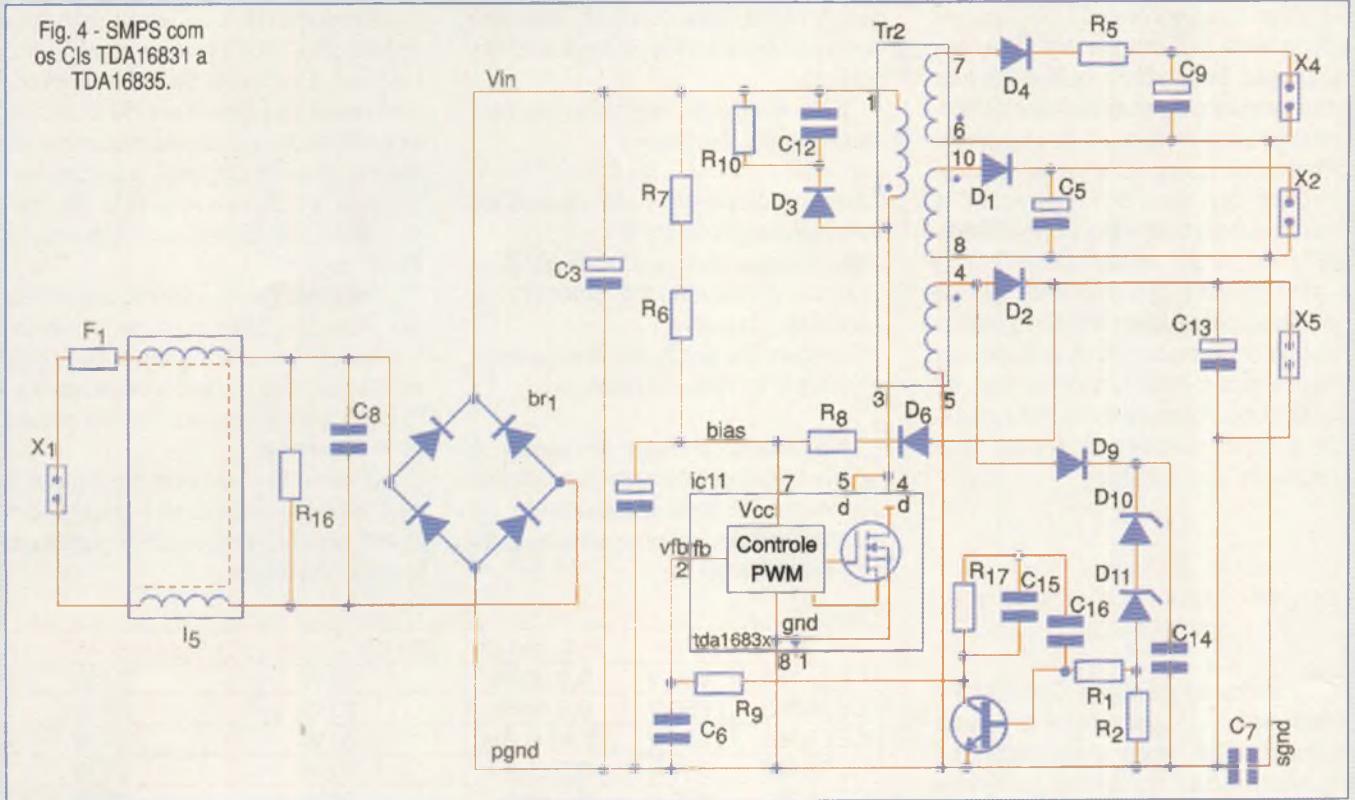 Fig. 4 - SMPS com
os CIs TDA16831 a
TDA16835.
Vin
Tr2
7
D4
R5
C9
X4
1
6
R10
C12
10
D1
C5
X2
R7
D3
8
C3
4
D2
R6
C13
X5
F1
3
5
br1
C8
bias
R8
D6
X1
ic11
7
5
4
D9
R16
Vcc
d
d
D10
vfb
fb
Controle
PWM
2
R17
C15
D11
C16
C14
gnd
tda1683x
8
1
I5
R9
R1
C6
R2
C7
pgnd
sgnd